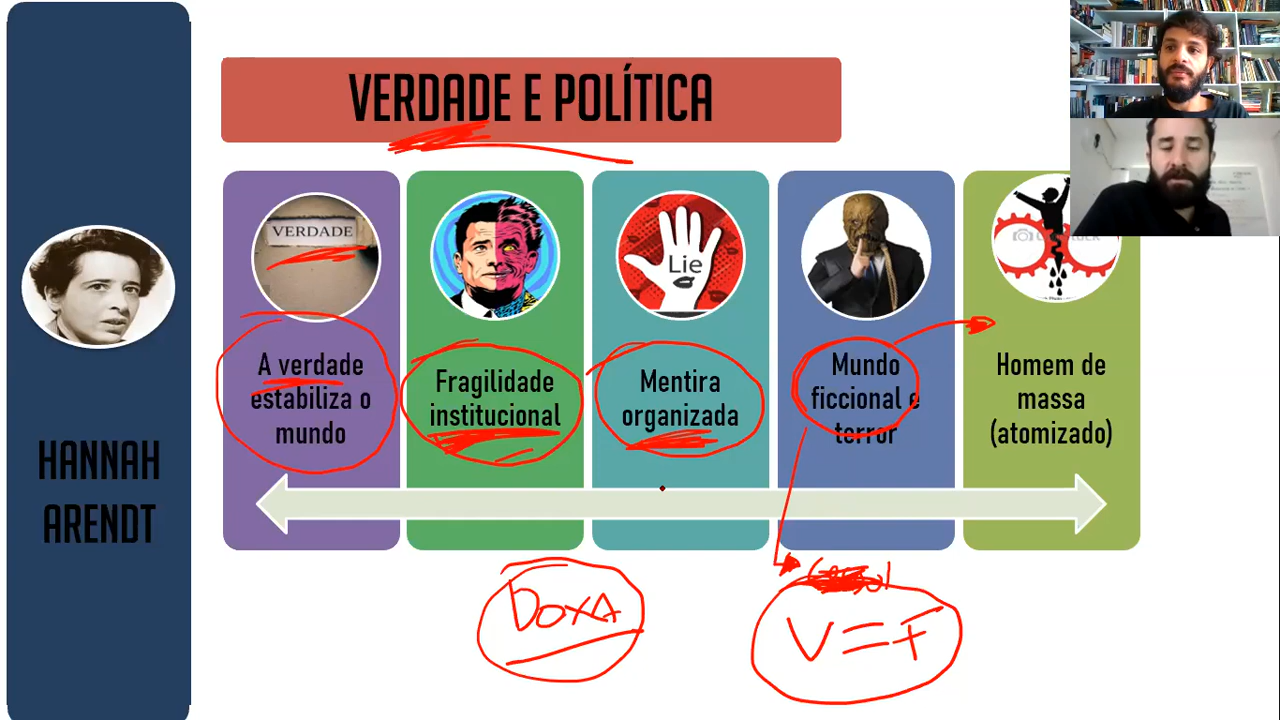 VERDADE E POLÍTICA
VERDADE
Lie
A verdade
estabiliza o
mundo
Fragilidade
institucional
Mentira
organizada
Mundo
ficcional e
terror
Homem de
massa
(atomizado)
HANNAH
ARENDT
DOXA
V=F